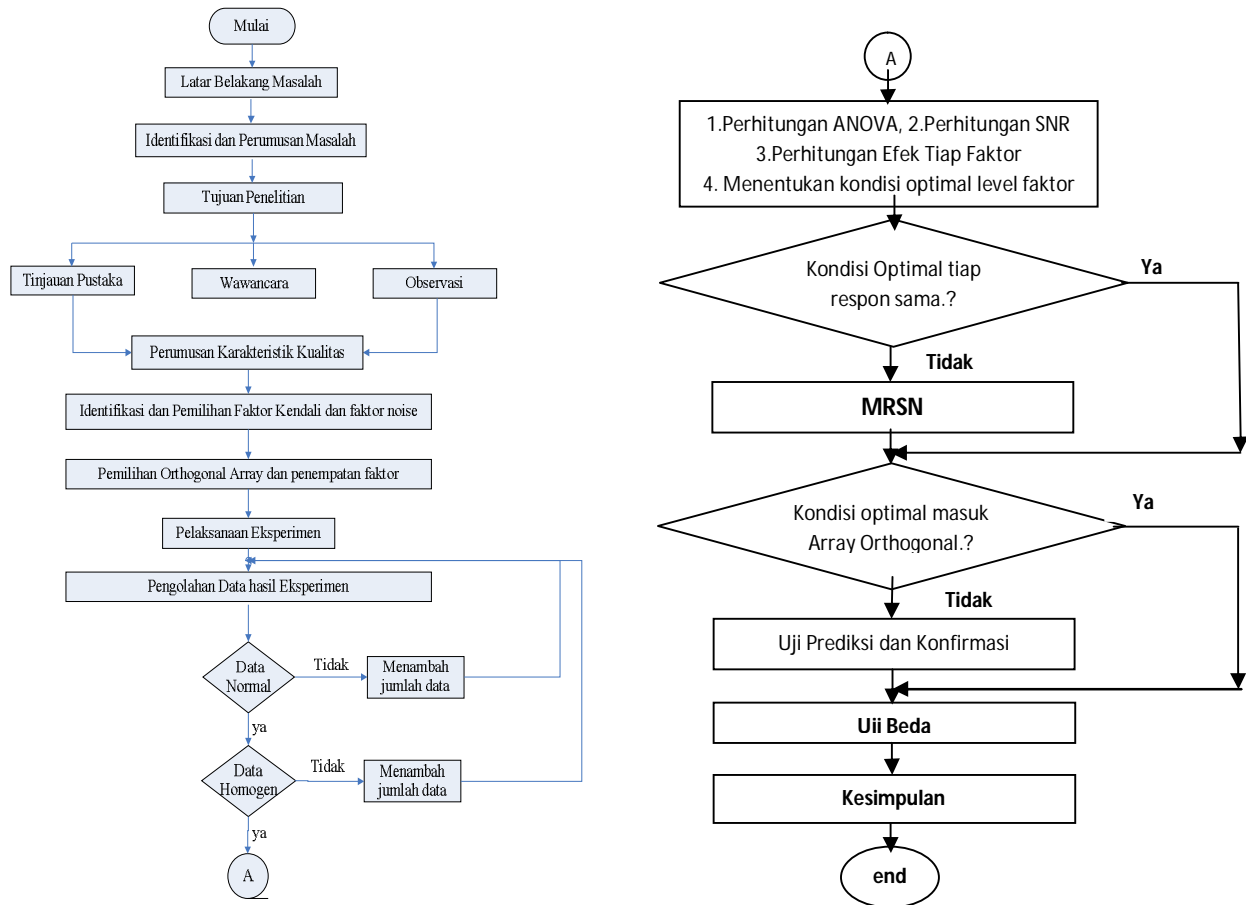 Mulai
Latar Belakang Masalah
Identifikasi dan Perumusan Masalah
Tujuan Penelitian
Tinjauan Pustaka
Wawancara
Observasi
Perumusan Karakteristik Kualitas
Identifikasi dan Pemilihan Faktor Kendali dan faktor noise
Pemilihan Orthogonal Array dan penempatan faktor
Pelaksanaan Eksperimen
Pengolahan Data hasil Eksperimen
Data
Normal
Tidak
Menambah
jumlah data
ya
Data
Homogen
Tidak
Menambah
jumlah data
ya
A
A
1.Perhitungan ANOVA, 2.Perhitungan SNR
3.Perhitungan Efek Tiap Faktor
4. Menentukan kondisi optimal level faktor
Kondisi Optimal tiap
respon sama.?
Ya
Tidak
MRSN
Kondisi optimal masuk
Array Orthogonal.?
Ya
Tidak
Uji Prediksi dan Konfirmasi
Uji Beda
Kesimpulan
end